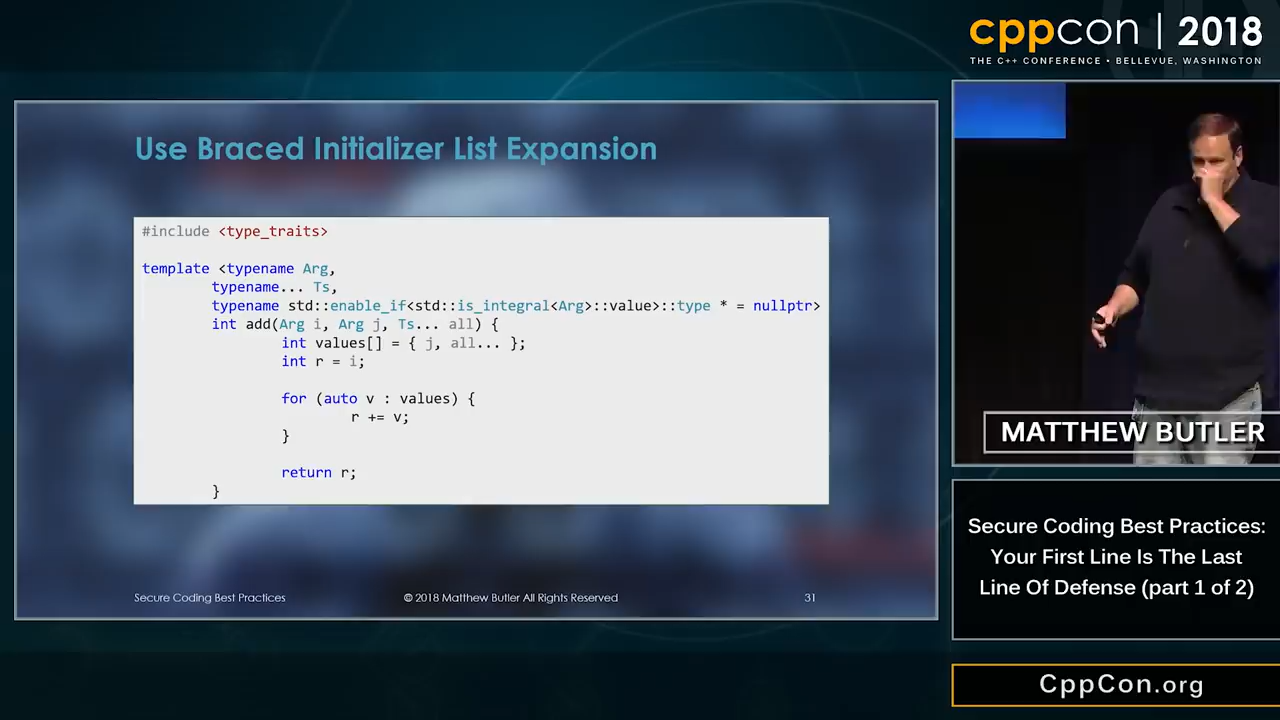 cppcon | 2018
THE C++ CONFERENCE • BELLEVUE, WASHINGTON
Use Braced Initializer List Expansion
#include <type_traits>
template <typename Arg,
typename... Ts,
typename std::enable_if<std::is_integral<Arg>::value>::type * = nullptr>
int add(Arg i, Arg j, Ts... all) {
int values[] = { j, all... };
int r = i;
for (auto v : values) {
r += v;
}
return r;
}
Secure Coding Best Practices
© 2018 Matthew Butler All Rights Reserved
31
MATTHEW BUTLER
Secure Coding Best Practices:
Your First Line Is The Last
Line Of Defense (part 1 of 2)
CppCon.org